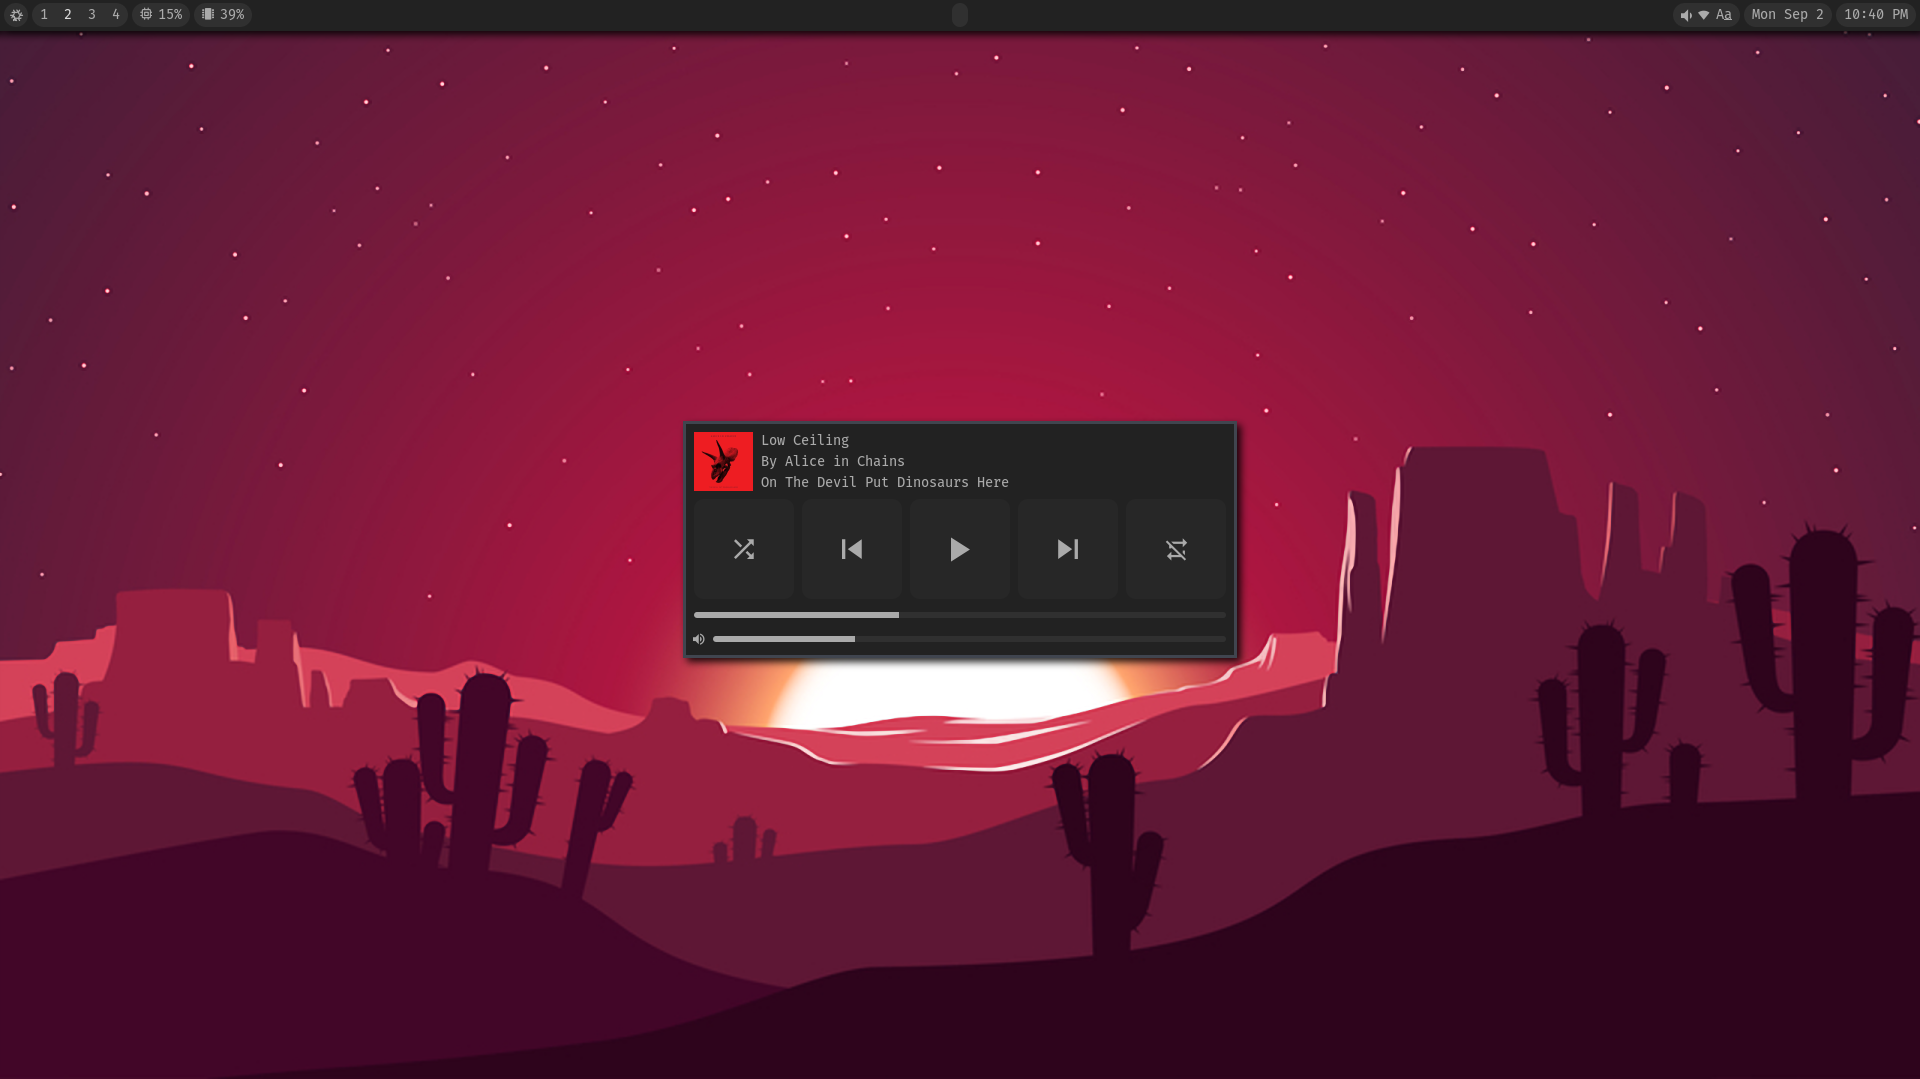 1 2 3 4 15% 39%
Aa Mon Sep 2 10:40 PM
Low Ceiling
By Alice in Chains
On The Devil Put Dinosaurs Here